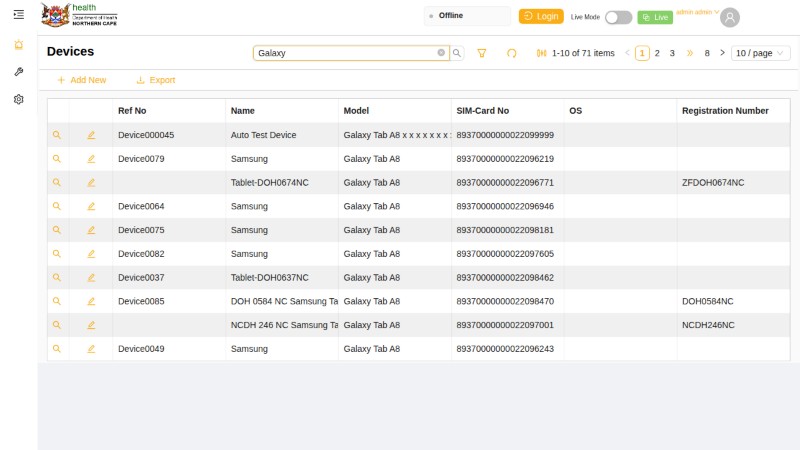 health
Department of Health
NORTHERN CAPE
Offline
Login
Live Mode
Live
admin admin
Devices
Galaxy
1-10 of 71 items
1 2 3 8
10 / page
Add New
Export
Ref No Name Model SIM-Card No OS Registration Number
Device000045 Auto Test Device Galaxy Tab A8 x x x x x x x 89370000000022099999
Device0079 Samsung Galaxy Tab A8 89370000000022096219
Tablet-DOH0674NC Galaxy Tab A8 89370000000022096771 ZFDOH0674NC
Device0064 Samsung Galaxy Tab A8 89370000000022096946
Device0075 Samsung Galaxy Tab A8 89370000000022098181
Device0082 Samsung Galaxy Tab A8 89370000000022097605
Device0037 Tablet-DOH0637NC Galaxy Tab A8 89370000000022098462
Device0085 DOH 0584 NC Samsung Ta Galaxy Tab A8 89370000000022098470 DOH0584NC
NCDH 246 NC Samsung Ta Galaxy Tab A8 89370000000022097001 NCDH246NC
Device0049 Samsung Galaxy Tab A8 89370000000022096243